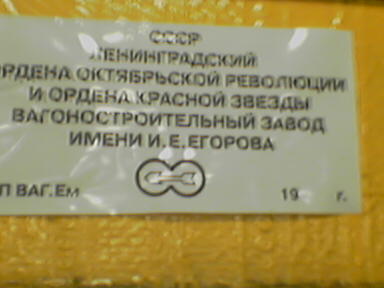 СССР
ЛЕНИНГРАДСКИЙ
ОРДЕНА ОКТЯБРЬСКОЙ РЕВОЛЮЦИИ
И ОРДЕНА КРАСНОЙ ЗВЕЗДЫ
ВАГОНОСТРОИТЕЛЬНЫЙ ЗАВОД
ИМЕНИ И.Е.ЕГОРОВА
П ВАГ.Ем 19 г.